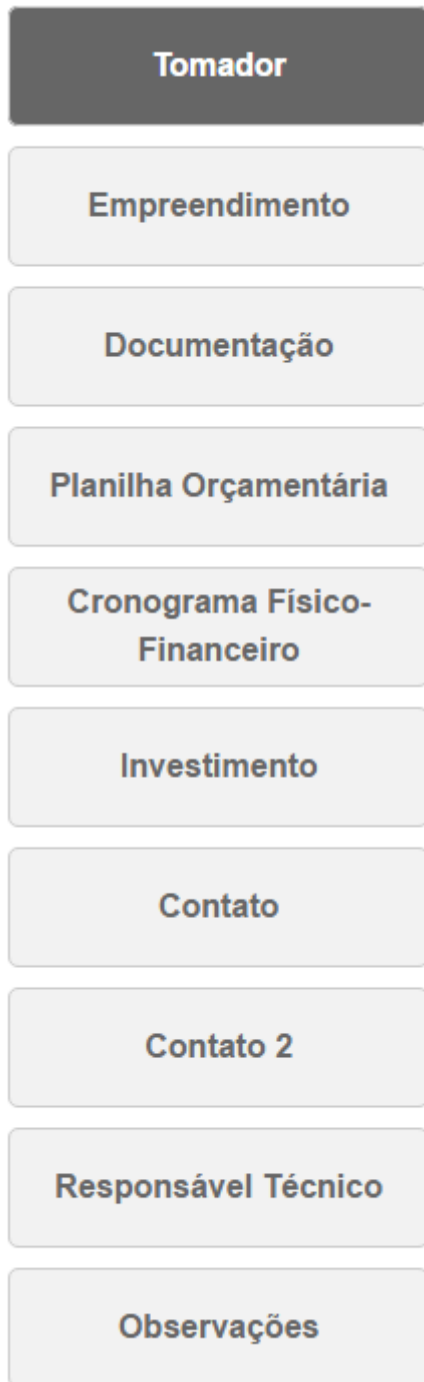 Tomador
Empreendimento
Documentação
Planilha Orçamentária
Cronograma Físico-
Financeiro
Investimento
Contato
Contato 2
Responsável Técnico
Observações